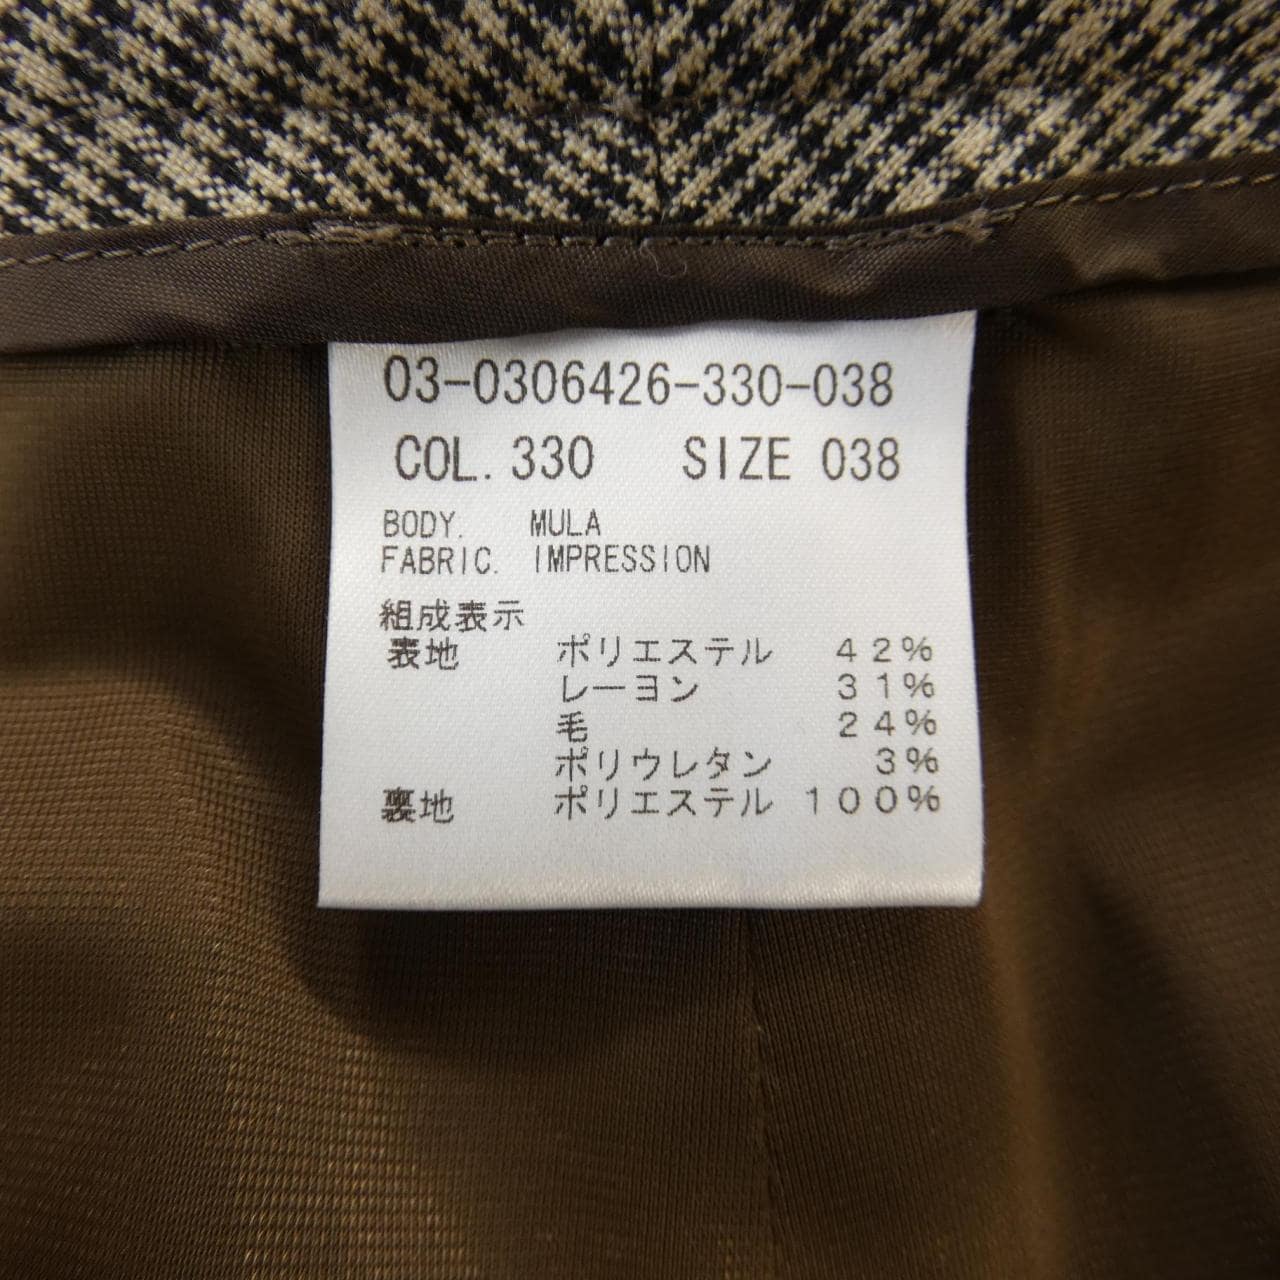 03-0306426-330-038
COL. 330 SIZE 038
BODY. MULA
FABRIC. IMPRESSION
組成表示
表地 ポリエステル 42%
レーヨン 31%
毛 24%
ポリウレタン 3%
裏地 ポリエステル 100%